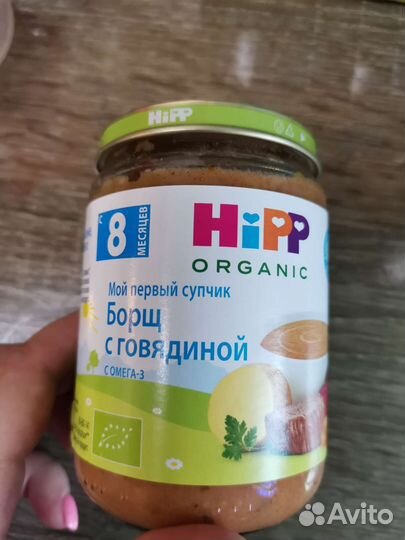 HiPP
с 8 МЕСЯЦЕВ
HiPP
ORGANIC
Мой первый супчик
Борщ
с говядиной
С ОМЕГА-3
Avito